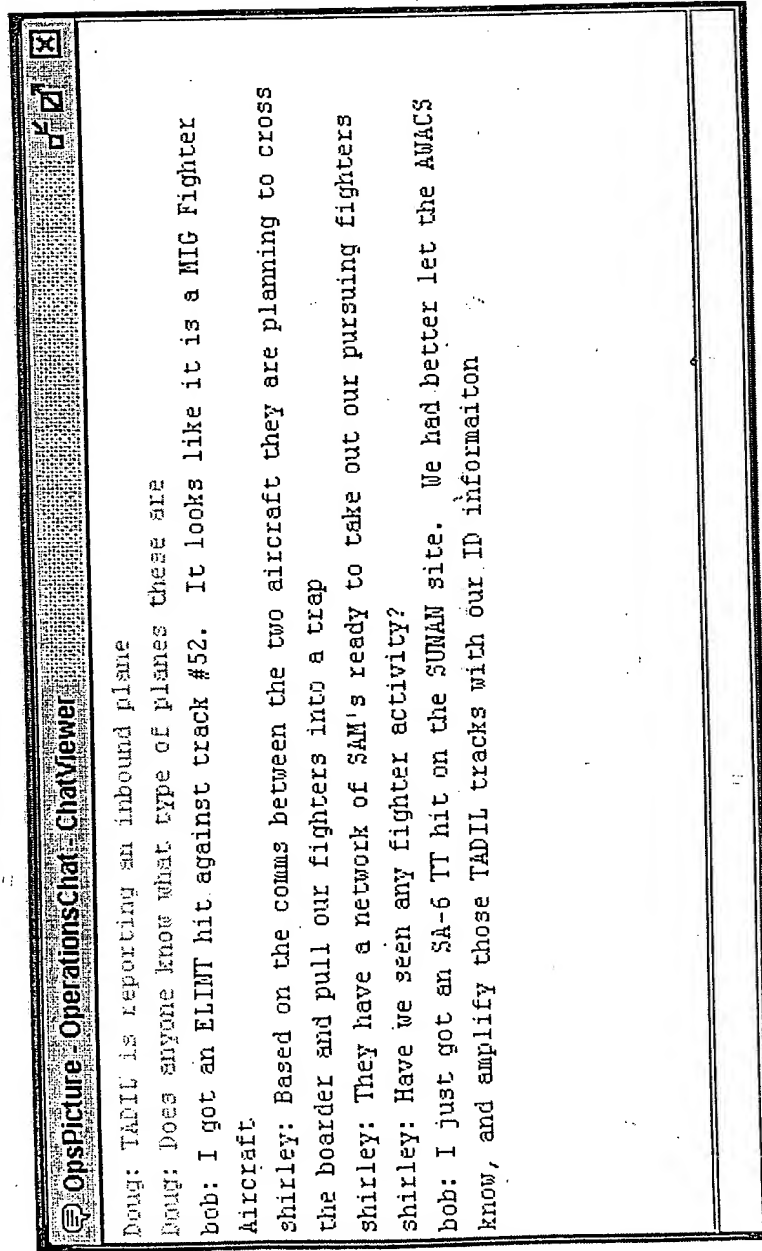 OpsPicture - OperationsChat - ChatViewer
Doug: TADIL is reporting an inbound plane
Doug: Does anyone know what type of planes these are
bob: I got an ELINT hit against track #52.  It looks like it is a MIG Fighter
Aircraft
shirley: Based on the comms between the two aircraft they are planning to cross
the boarder and pull our fighters into a trap
shirley: They have a network of SAM's ready to take out our pursuing fighters
shirley: Have we seen any fighter activity?
bob: I just got an SA-6 TT hit on the SUNAN site.  We had better let the AWACS
know, and amplify those TADIL tracks with our ID informaiton